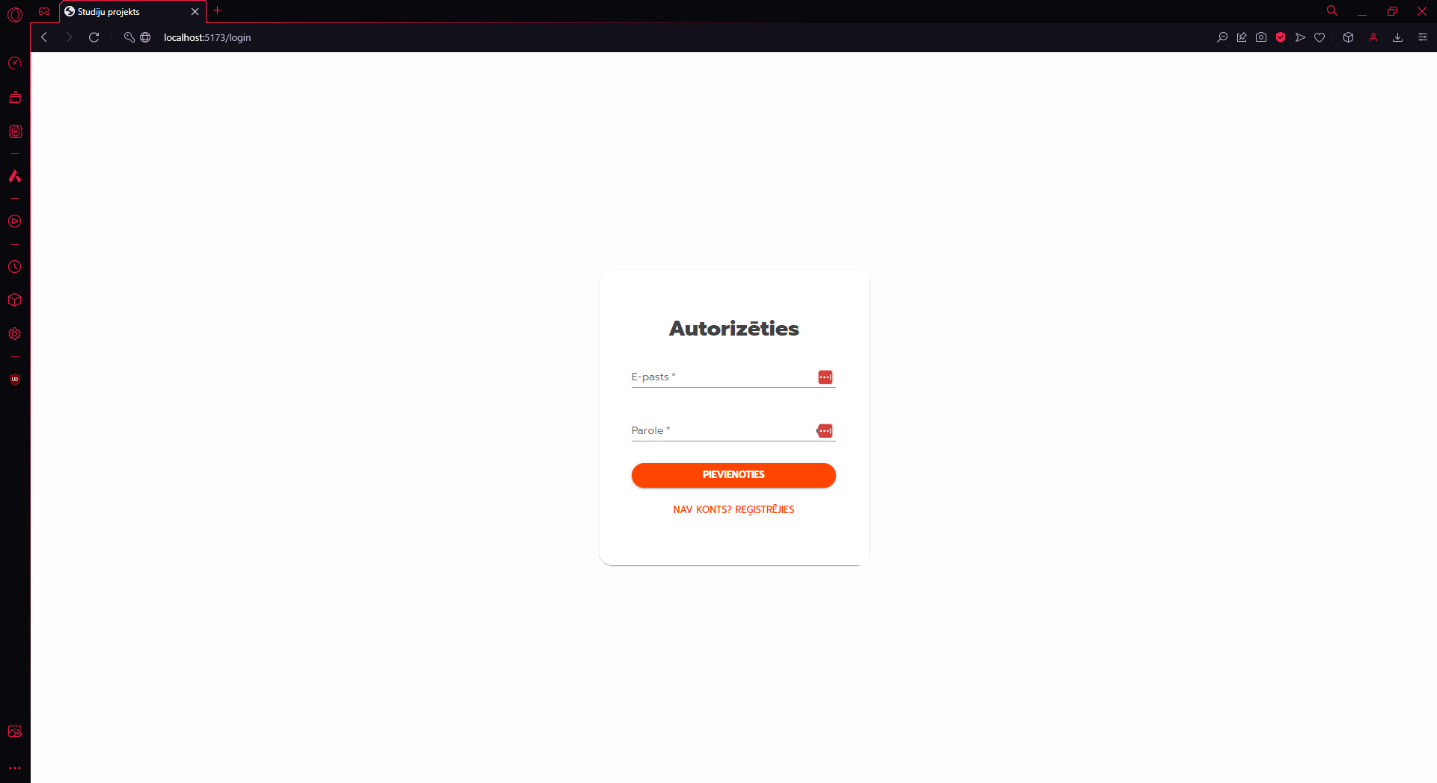 Studiju projekts
localhost:5173/login
Autorizēties
E-pasts *
Parole *
PIEVIENOTIES
NAV KONTS? REĢISTRĒJIES